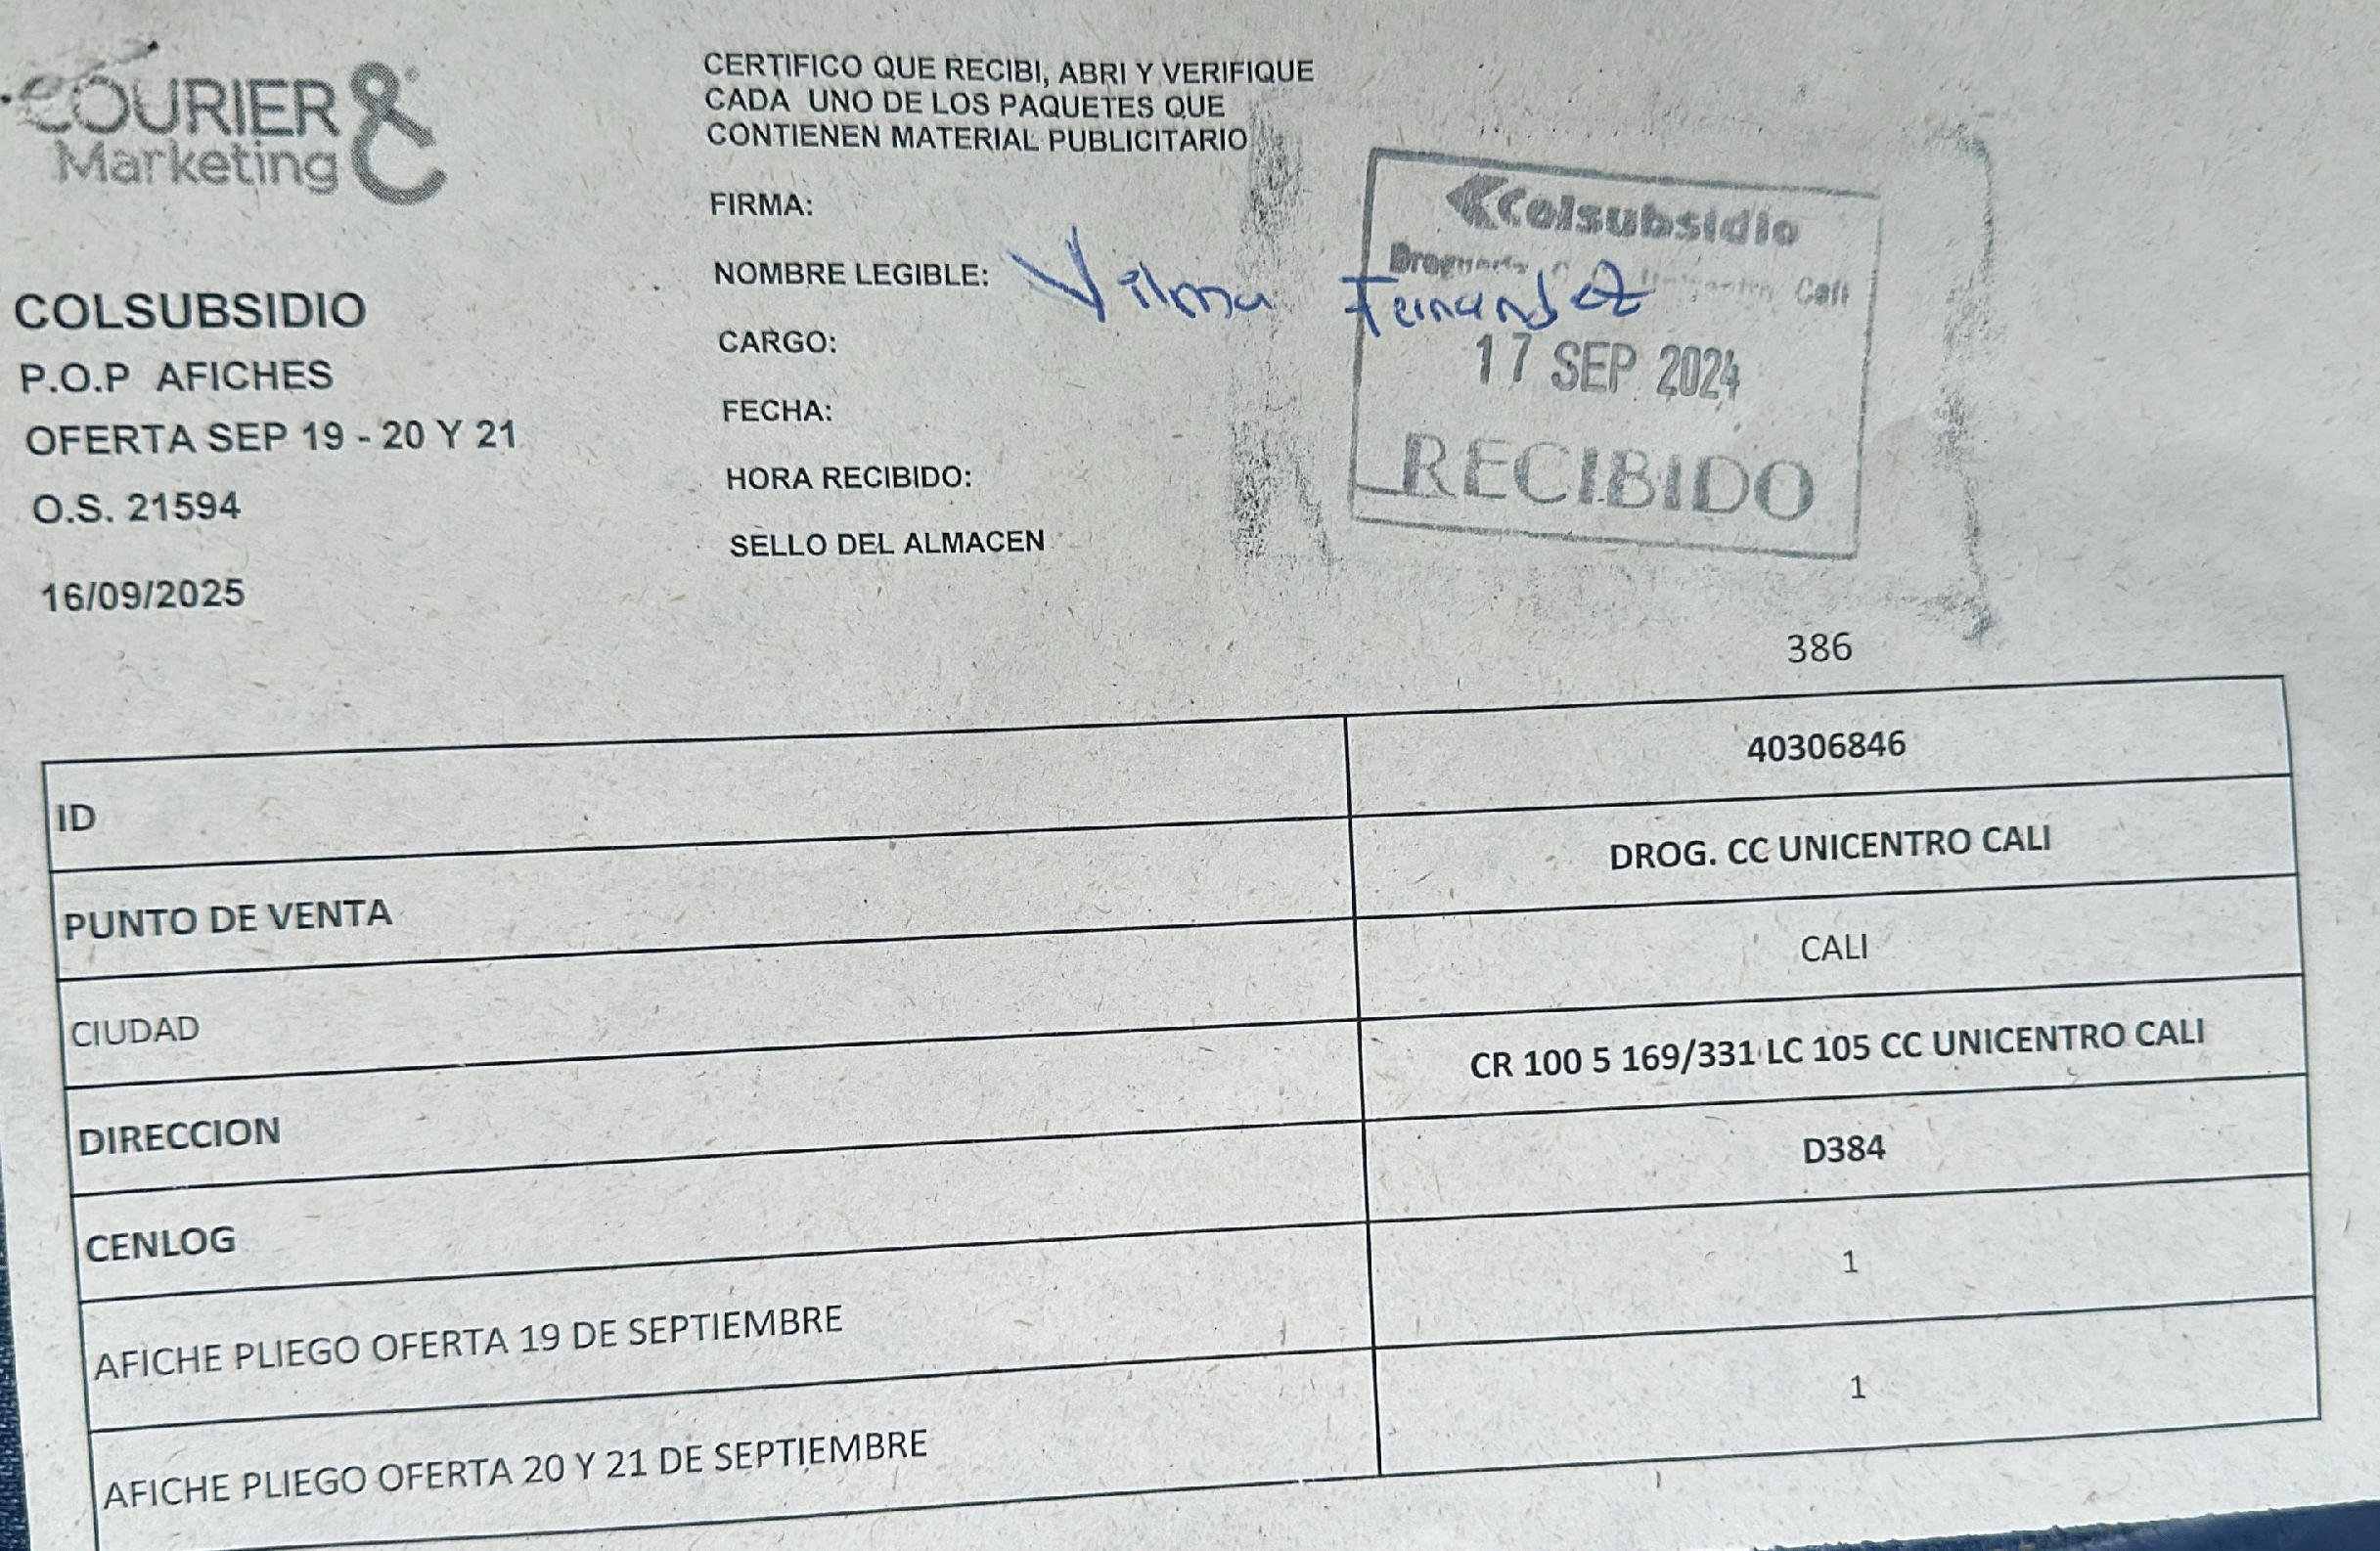 COURIER &
Marketing
COLSUBSIDIO
P.O.P AFICHES
OFERTA SEP 19 - 20 Y 21
O.S. 21594
16/09/2025
CERTIFICO QUE RECIBI, ABRI Y VERIFIQUE
CADA UNO DE LOS PAQUETES QUE
CONTIENEN MATERIAL PUBLICITARIO
FIRMA:
NOMBRE LEGIBLE: Vilma Fernandez
CARGO:
FECHA:
HORA RECIBIDO:
SELLO DEL ALMACEN
Colsubsidio
Cali
17 SEP 2024
RECIBIDO
386
ID 40306846
PUNTO DE VENTA DROG. CC UNICENTRO CALI
CIUDAD CALI
DIRECCION CR 100 5 169/331 LC 105 CC UNICENTRO CALI
CENLOG D384
AFICHE PLIEGO OFERTA 19 DE SEPTIEMBRE 1
AFICHE PLIEGO OFERTA 20 Y 21 DE SEPTIEMBRE 1